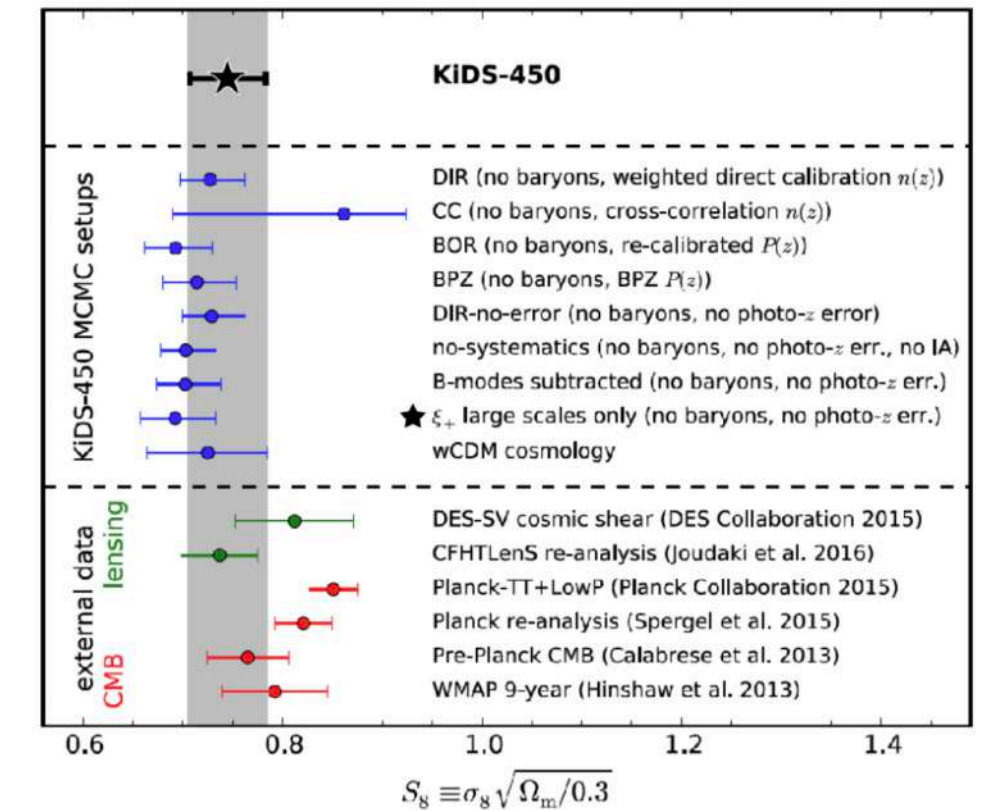 KiDS-450
KiDS-450 MCMC setups
DIR (no baryons, weighted direct calibration n(z))
CC (no baryons, cross-correlation n(z))
BOR (no baryons, re-calibrated P(z))
BPZ (no baryons, BPZ P(z))
DIR-no-error (no baryons, no photo-z error)
no-systematics (no baryons, no photo-z err., no IA)
B-modes subtracted (no baryons, no photo-z err.)
ξ₊ large scales only (no baryons, no photo-z err.)
wCDM cosmology
external data
lensing
CMB
DES-SV cosmic shear (DES Collaboration 2015)
CFHTLenS re-analysis (Joudaki et al. 2016)
Planck-TT+LowP (Planck Collaboration 2015)
Planck re-analysis (Spergel et al. 2015)
Pre-Planck CMB (Calabrese et al. 2013)
WMAP 9-year (Hinshaw et al. 2013)
0.6 0.8 1.0 1.2 1.4
S₈ ≡σ₈√Ωₘ/0.3